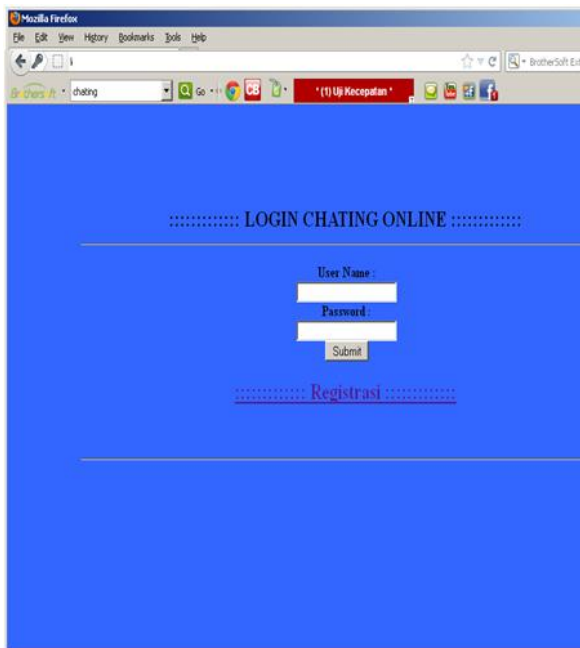 Mozilla Firefox
File Edit View History Bookmarks Tools Help
BrotherSoft Ext
chating Go CB * (1) Uji Kecepatan *
::::::::::::: LOGIN CHATING ONLINE :::::::::::::
User Name :
Password :
Submit
::::::::::::: Registrasi :::::::::::::